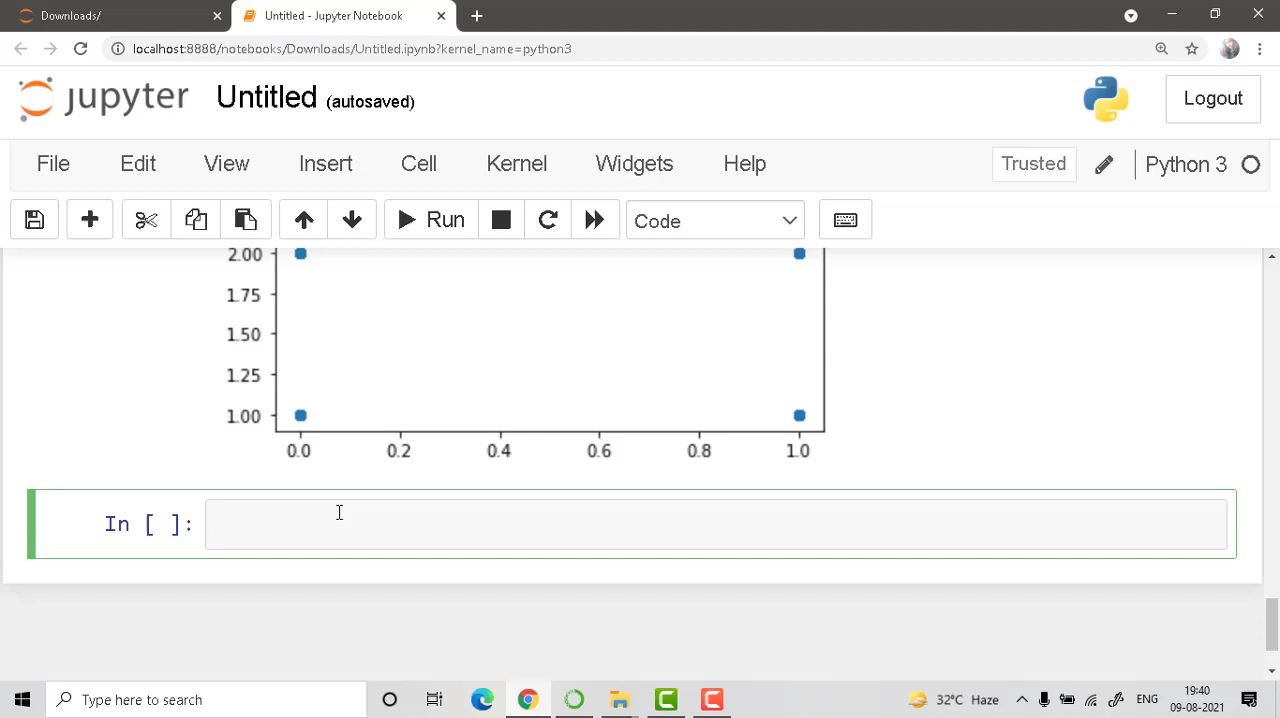 Downloads/
Untitled - Jupyter Notebook
localhost:8888/notebooks/Downloads/Untitled.ipynb?kernel_name=python3
jupyter Untitled (autosaved)
Logout
File Edit View Insert Cell Kernel Widgets Help
Trusted
Python 3
Run
Code
2.00
1.75
1.50
1.25
1.00
0.0 0.2 0.4 0.6 0.8 1.0
In [ ]:
Type here to search
32°C Haze
ENG
19:40
09-08-2021